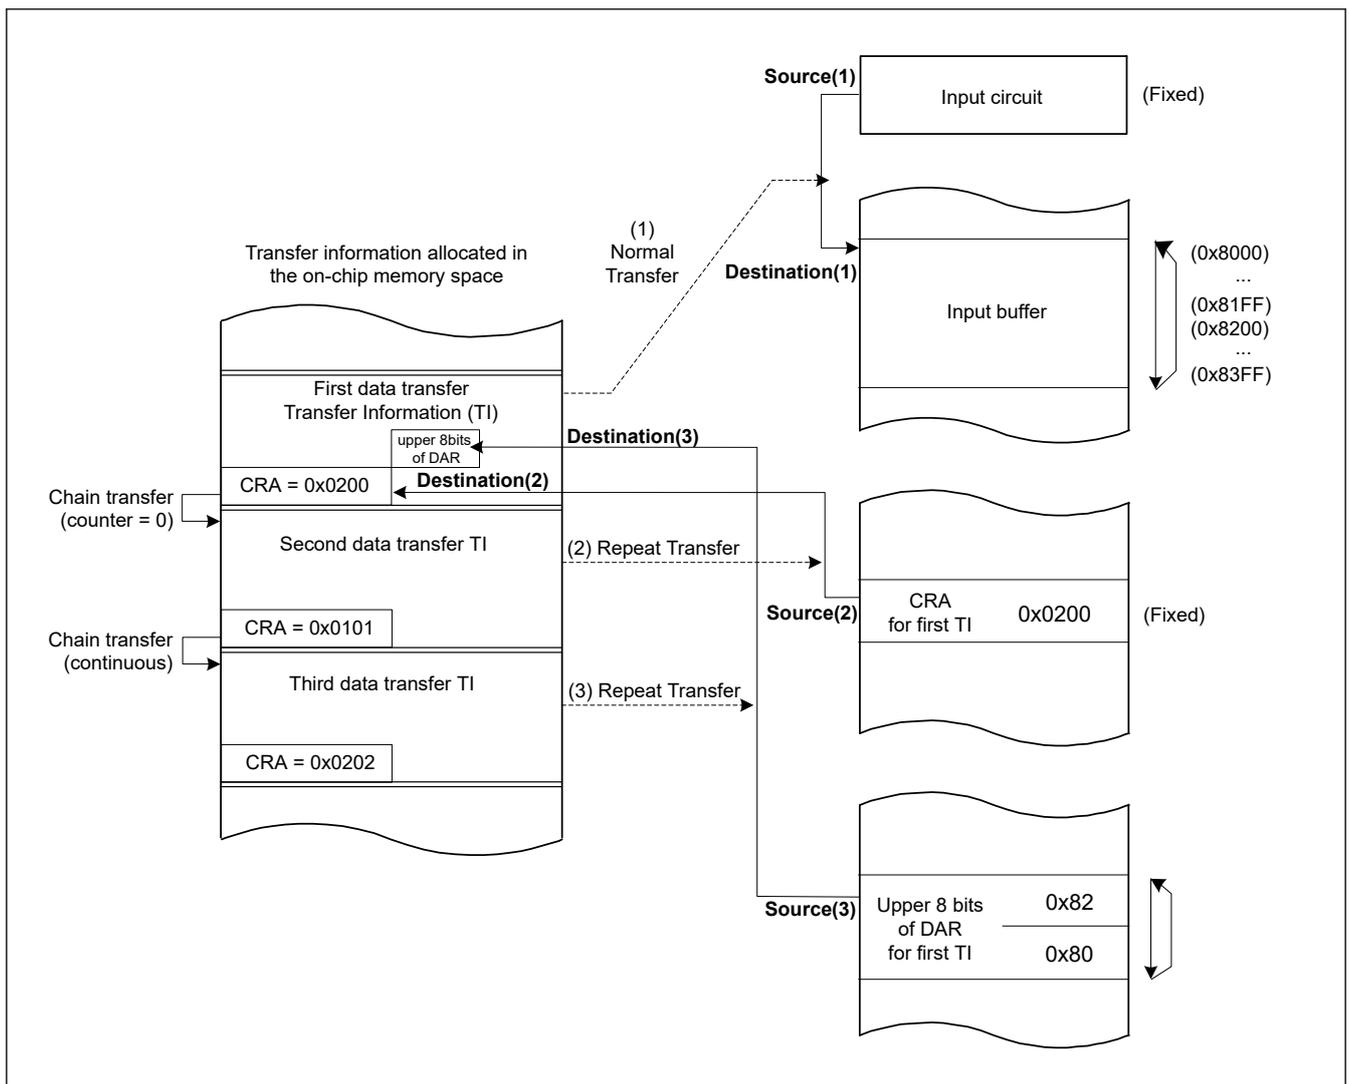 Source(1)
Input circuit
(Fixed)
(1)
Normal
Transfer
Destination(1)
Input buffer
(0x8000)
...
(0x81FF)
(0x8200)
...
(0x83FF)
Transfer information allocated in
the on-chip memory space
First data transfer
Transfer Information (TI)
upper 8bits
of DAR
Destination(3)
CRA = 0x0200
Destination(2)
Chain transfer
(counter = 0)
Second data transfer TI
(2) Repeat Transfer
CRA = 0x0101
Source(2)
CRA
for first TI
0x0200
(Fixed)
Chain transfer
(continuous)
Third data transfer TI
(3) Repeat Transfer
CRA = 0x0202
Source(3)
Upper 8 bits
of DAR
for first TI
0x82
0x80